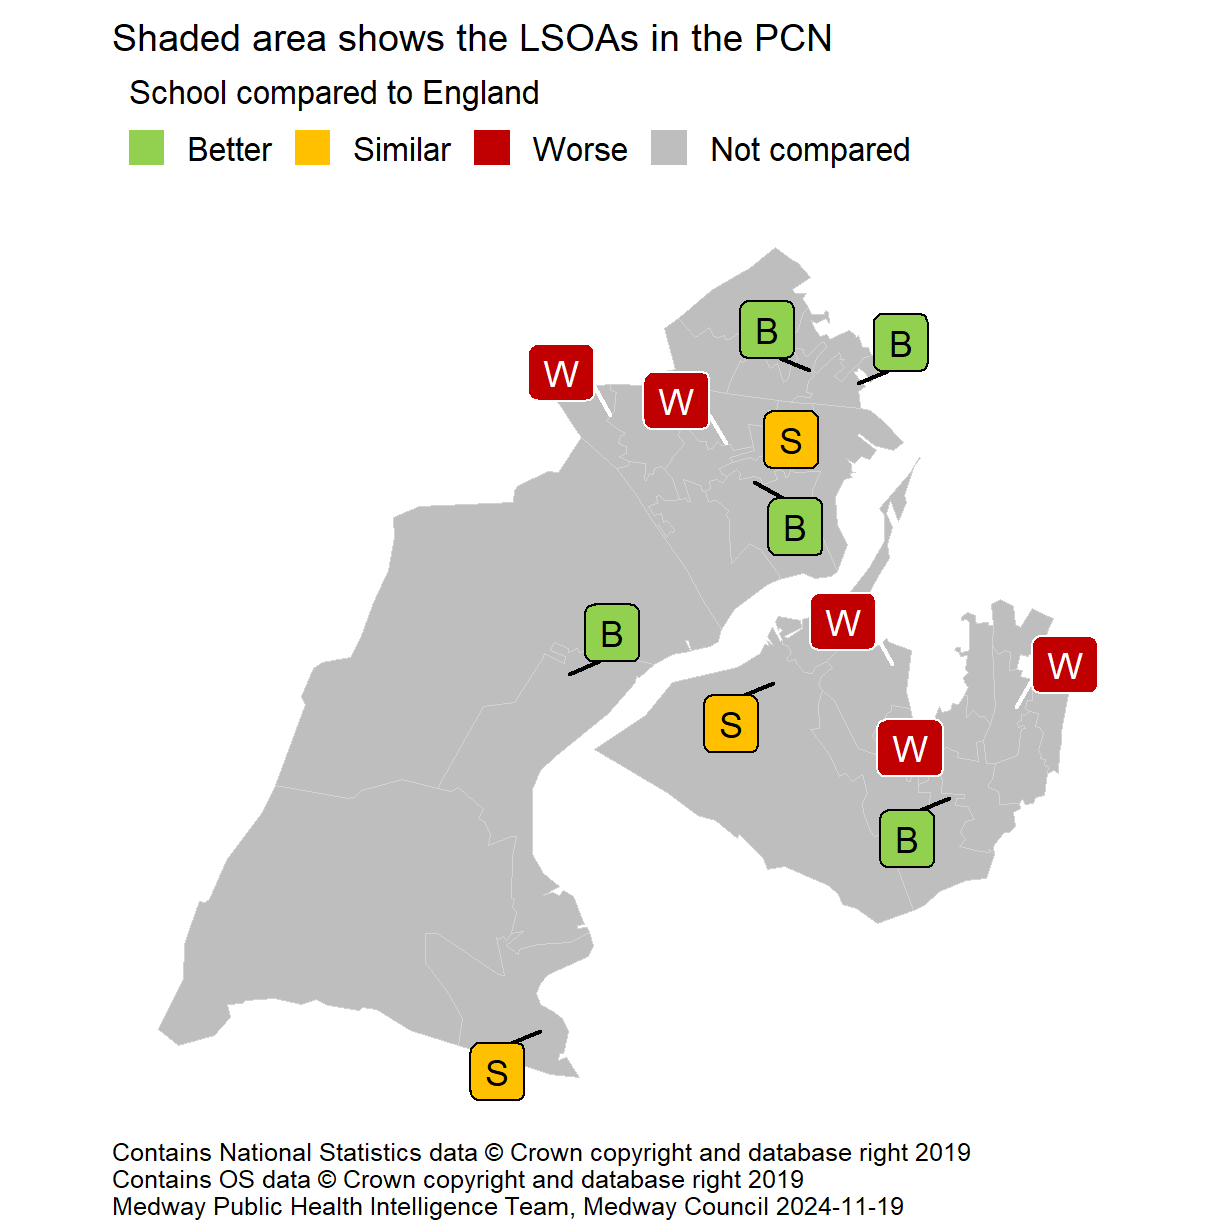 Shaded area shows the LSOAs in the PCN
School compared to England
Better Similar Worse Not compared
B
B
W
W
S
B
W
B
W
S
W
B
S
Contains National Statistics data © Crown copyright and database right 2019
Contains OS data © Crown copyright and database right 2019
Medway Public Health Intelligence Team, Medway Council 2024-11-19